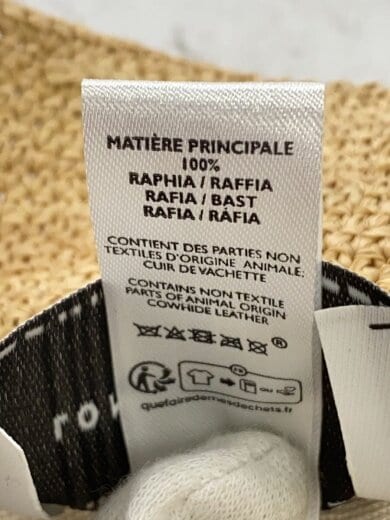 MATIÈRE PRINCIPALE
100%
RAPHIA / RAFFIA
RAFIA / BAST
RAFIA / RÁFIA
CONTIENT DES PARTIES NON
TEXTILES D'ORIGINE ANIMALE:
CUIR DE VACHETTE
CONTAINS NON TEXTILE
PARTS OF ANIMAL ORIGIN
COWHIDE LEATHER
®
FR
OU
quefairedemesdechets.fr